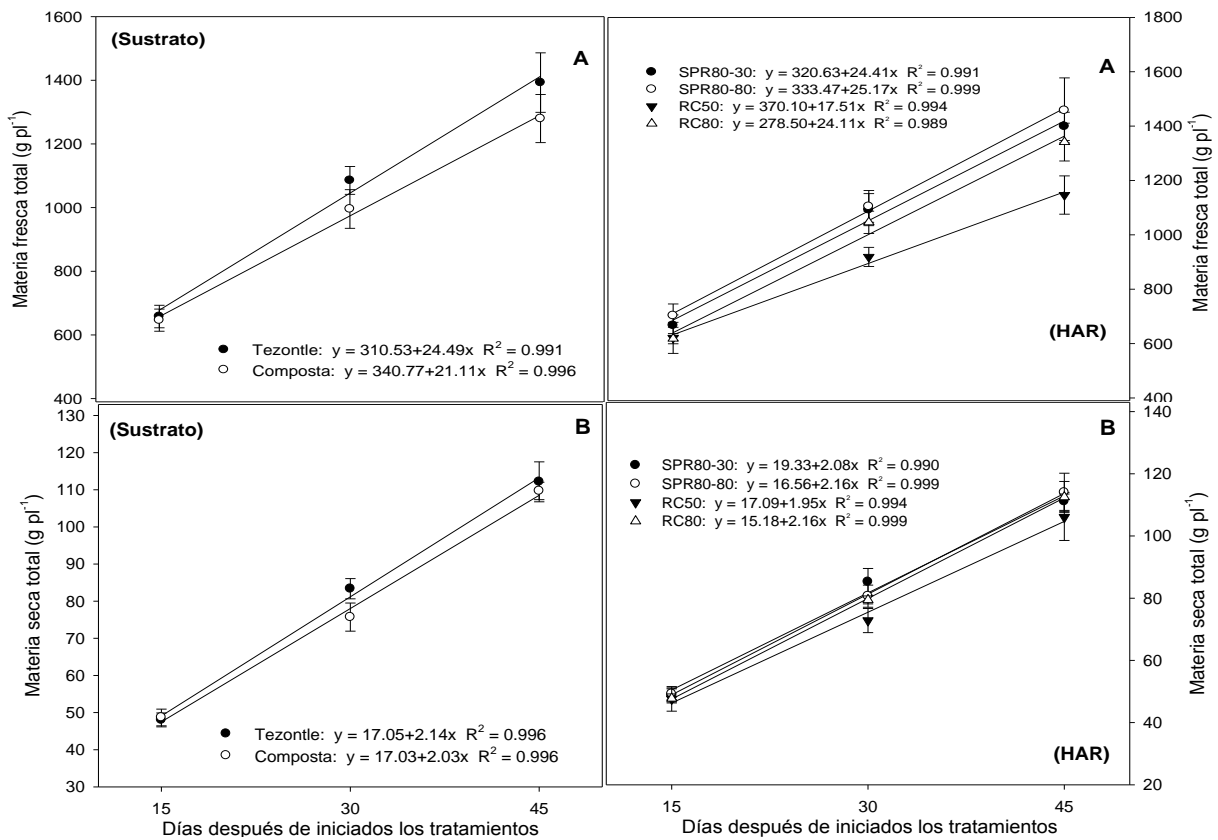 (Sustrato)
A
Materia fresca total (g pl⁻¹)
1600
1400
1200
1000
800
600
400
Tezontle: y = 310.53+24.49x R² = 0.991
Composta: y = 340.77+21.11x R² = 0.996
A
SPR80-30: y = 320.63+24.41x R² = 0.991
SPR80-80: y = 333.47+25.17x R² = 0.999
RC50: y = 370.10+17.51x R² = 0.994
RC80: y = 278.50+24.11x R² = 0.989
(HAR)
1800
1600
1400
1200
1000
800
600
400
Materia fresca total (g pl⁻¹)
(Sustrato)
B
Materia seca total (g pl⁻¹)
130
120
110
100
90
80
70
60
50
40
30
Tezontle: y = 17.05+2.14x R² = 0.996
Composta: y = 17.03+2.03x R² = 0.996
15 30 45
Días después de iniciados los tratamientos
B
SPR80-30: y = 19.33+2.08x R² = 0.990
SPR80-80: y = 16.56+2.16x R² = 0.999
RC50: y = 17.09+1.95x R² = 0.994
RC80: y = 15.18+2.16x R² = 0.999
(HAR)
140
120
100
80
60
40
20
Materia seca total (g pl⁻¹)
15 30 45
Días después de iniciados los tratamientos